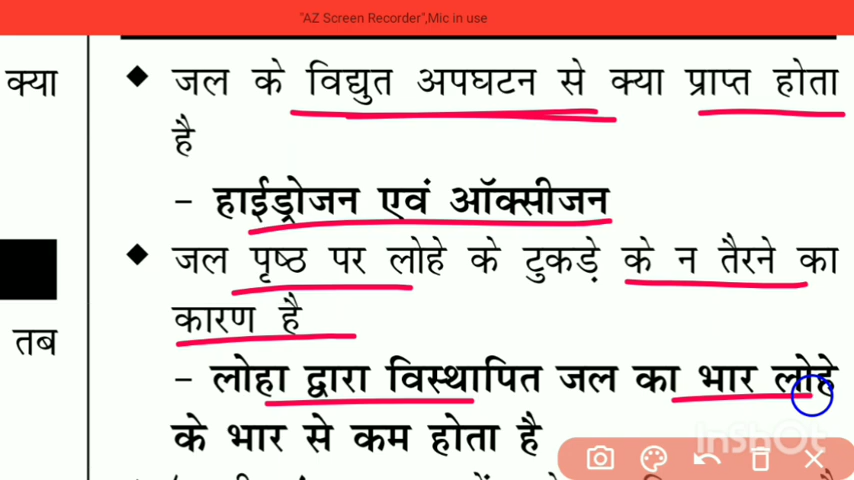 "AZ Screen Recorder",Mic in use
क्या
◆ जल के विद्युत अपघटन से क्या प्राप्त होता
है
– हाईड्रोजन एवं ऑक्सीजन
◆ जल पृष्ठ पर लोहे के टुकड़े के न तैरने का
कारण है
तब
– लोहा द्वारा विस्थापित जल का भार लोहे
के भार से कम होता है
InShOt